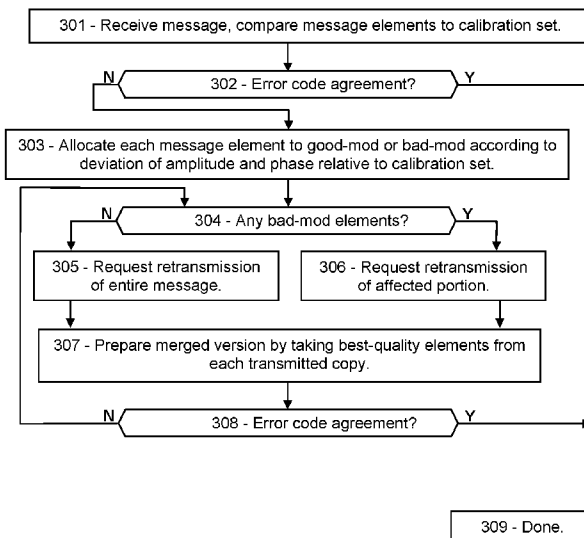 301 - Receive message, compare message elements to calibration set.
N
302 - Error code agreement?
Y
303 - Allocate each message element to good-mod or bad-mod according to
deviation of amplitude and phase relative to calibration set.
N
304 - Any bad-mod elements?
Y
305 - Request retransmission
of entire message.
306 - Request retransmission
of affected portion.
307 - Prepare merged version by taking best-quality elements from
each transmitted copy.
N
308 - Error code agreement?
Y
309 - Done.